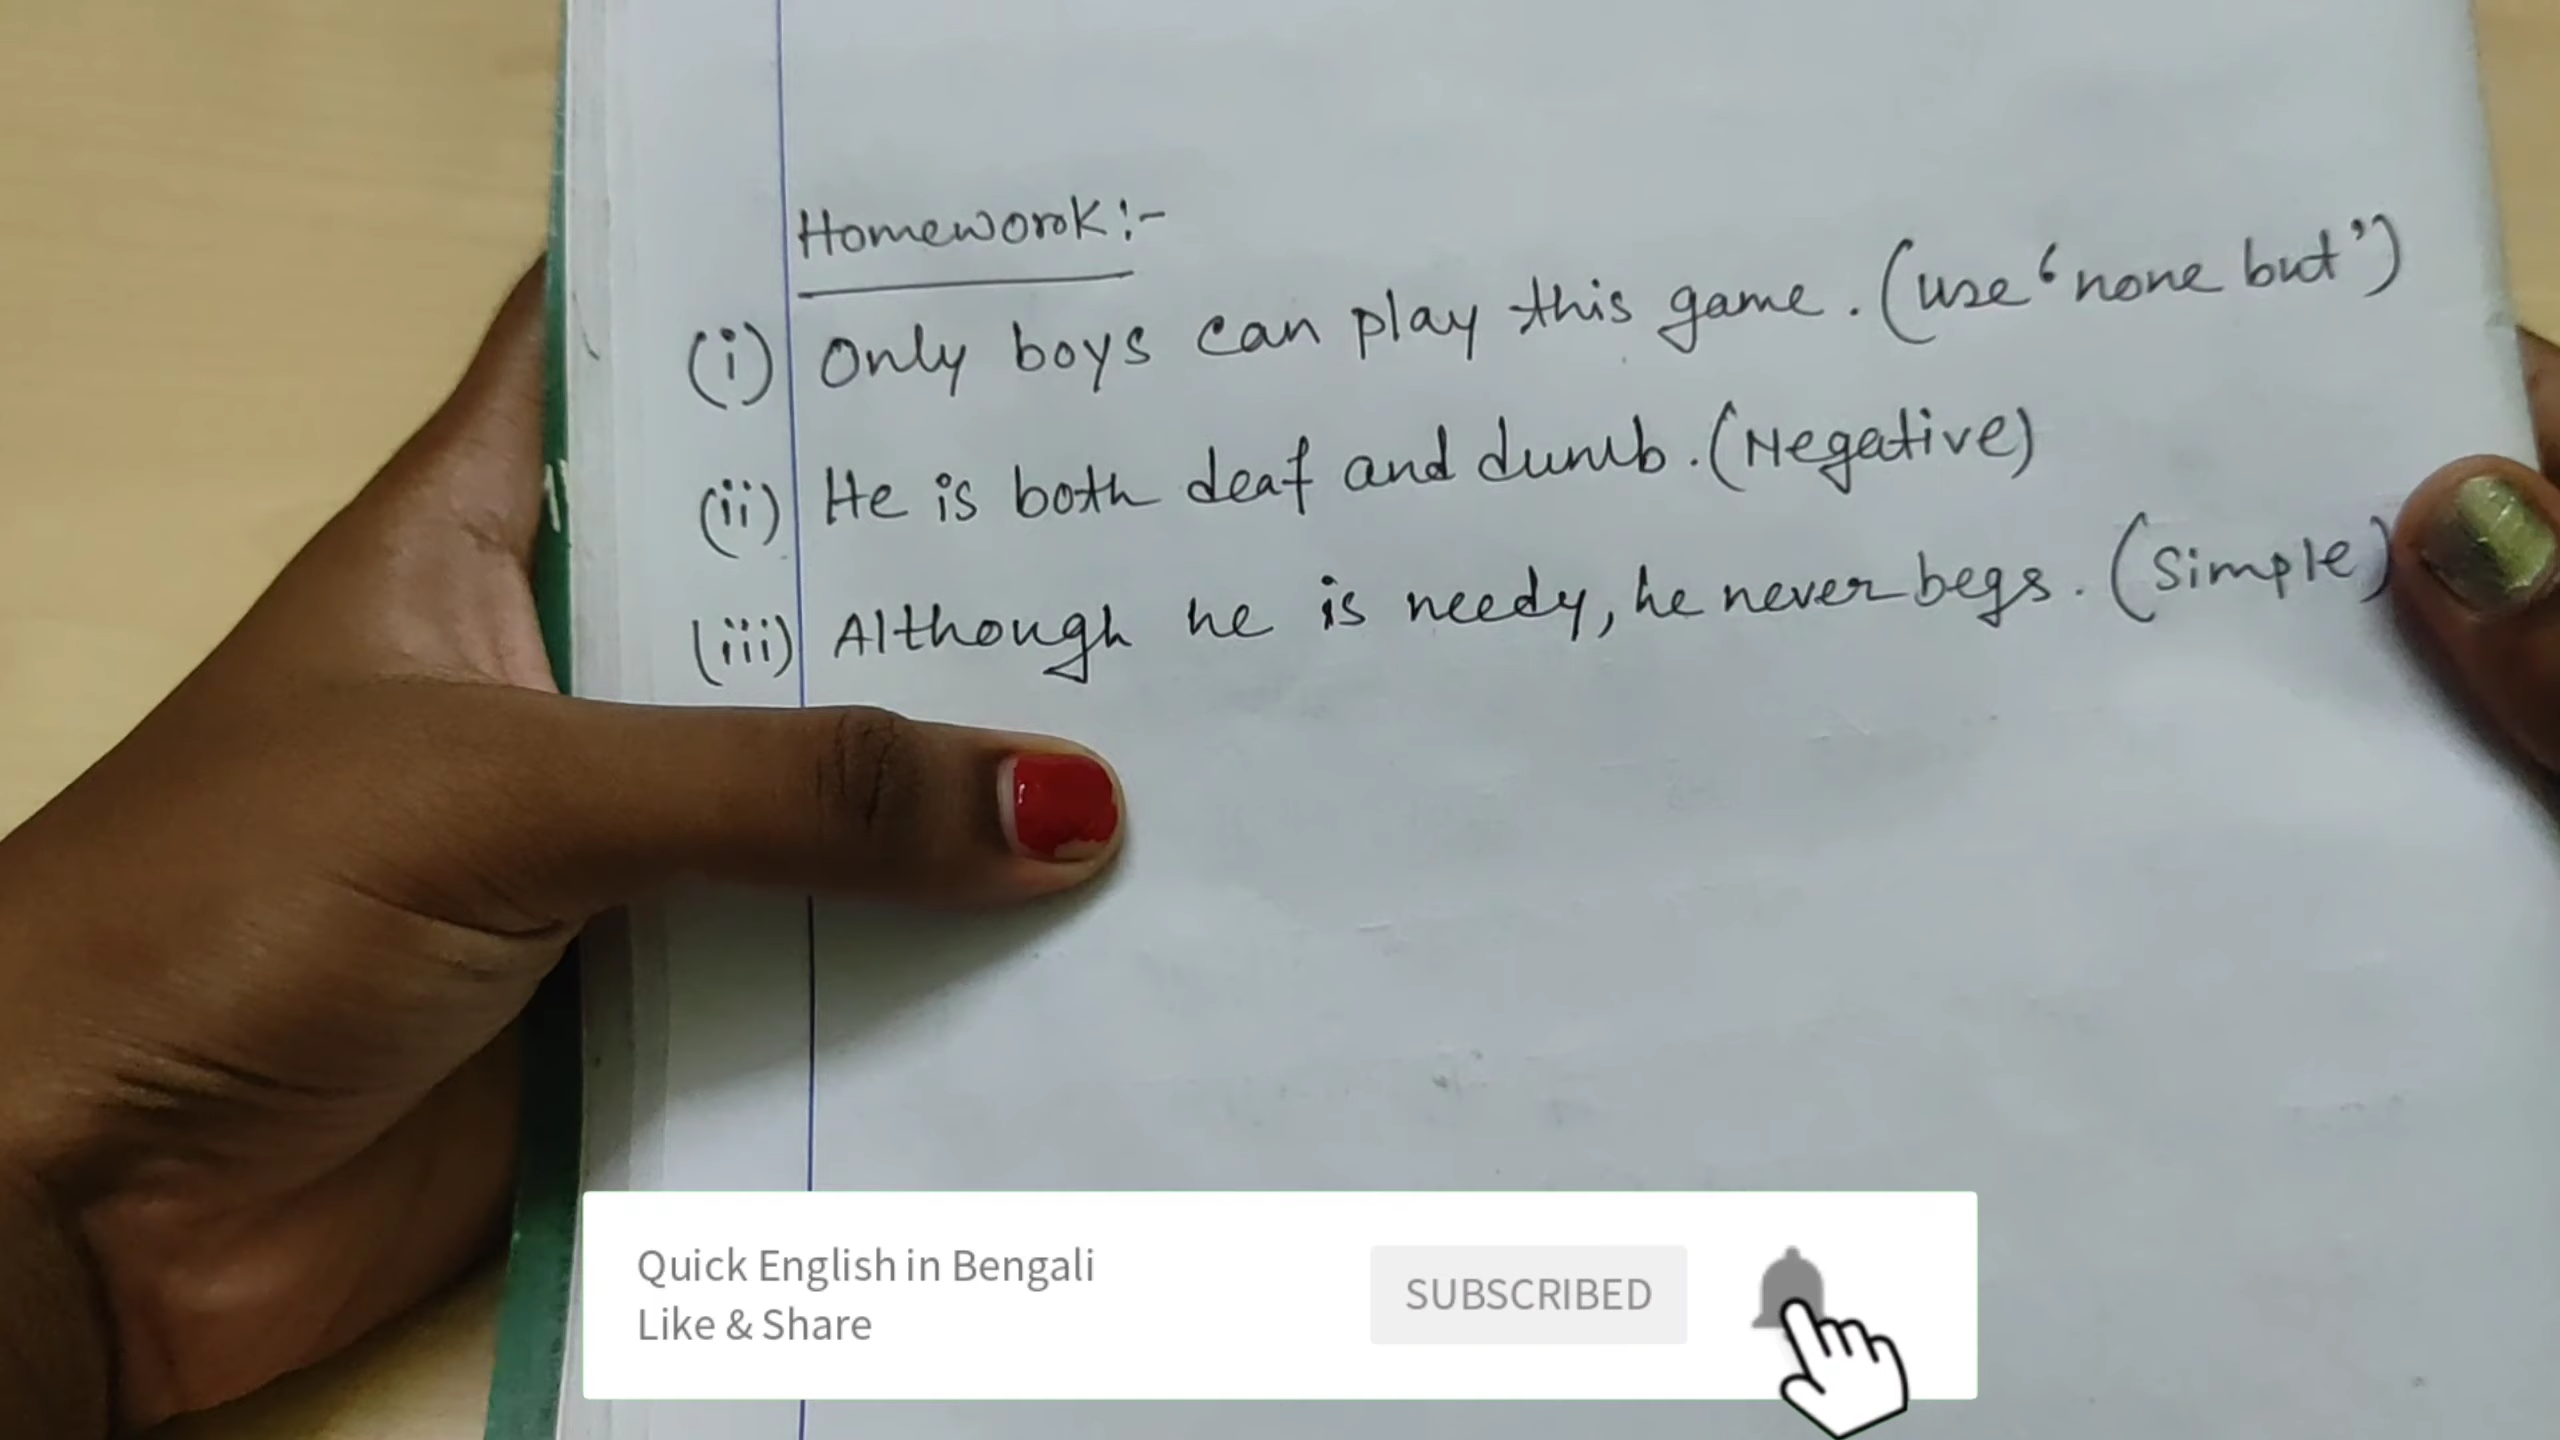 Homework:-
(i) Only boys can play this game. (use 'none but')
(ii) He is both deaf and dumb. (Negative)
(iii) Although he is needy, he never begs. (Simple)
Quick English in Bengali
Like & Share
SUBSCRIBED